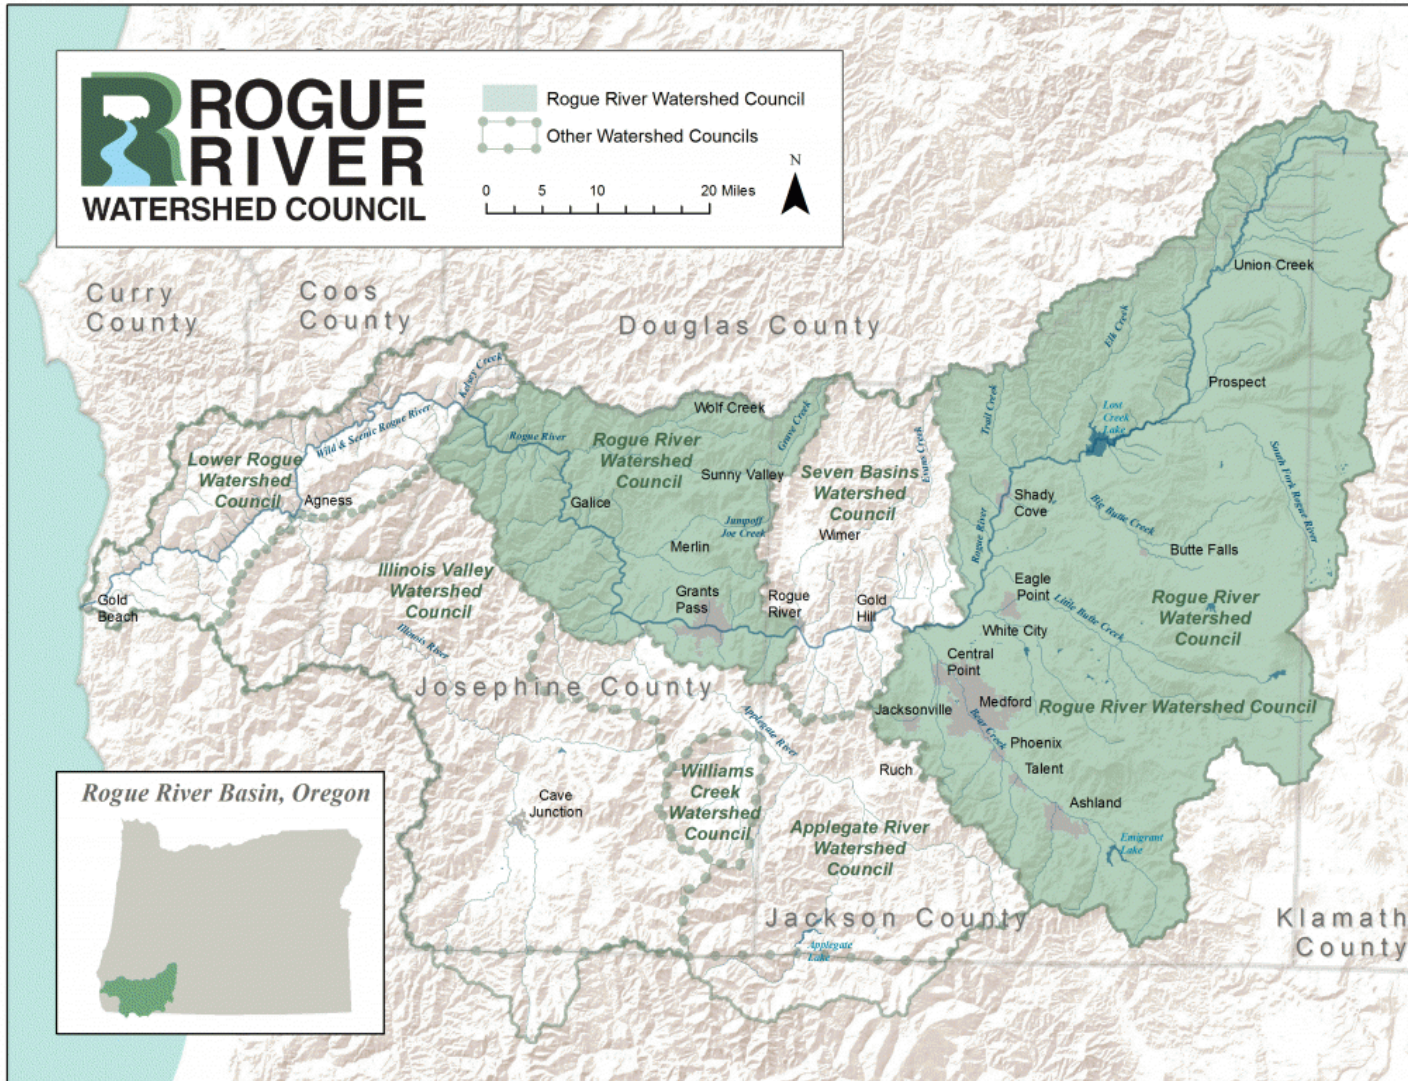 ROGUE
RIVER
WATERSHED COUNCIL
Rogue River Watershed Council
Other Watershed Councils
N
0 5 10 20 Miles
Curry
County
Coos
County
Douglas County
Union Creek
Elk Creek
Prospect
Kelsey Creek
Wild & Scenic Rogue River
Rogue River
Wolf Creek
Grave Creek
Trail Creek
Lost
Creek
Lake
Rogue River
Watershed
Council
Lower Rogue
Watershed
Council
Agness
Sunny Valley
Seven Basins
Watershed
Council
Evans Creek
South Fork Rogue River
Galice
Jumpoff
Joe Creek
Wimer
Rogue River
Shady
Cove
Big Butte Creek
Butte Falls
Merlin
Illinois Valley
Watershed
Council
Grants
Pass
Rogue
River
Gold
Hill
Eagle
Point
Little Butte Creek
Rogue River
Watershed
Council
Gold
Beach
Illinois River
White City
Central
Point
Josephine County
Applegate River
Jacksonville
Medford
Rogue River Watershed Council
Bear Creek
Phoenix
Talent
Ruch
Williams
Creek
Watershed
Council
Cave
Junction
Ashland
Emigrant
Lake
Applegate River
Watershed
Council
Jackson County
Applegate
Lake
Klamath
County
Rogue River Basin, Oregon